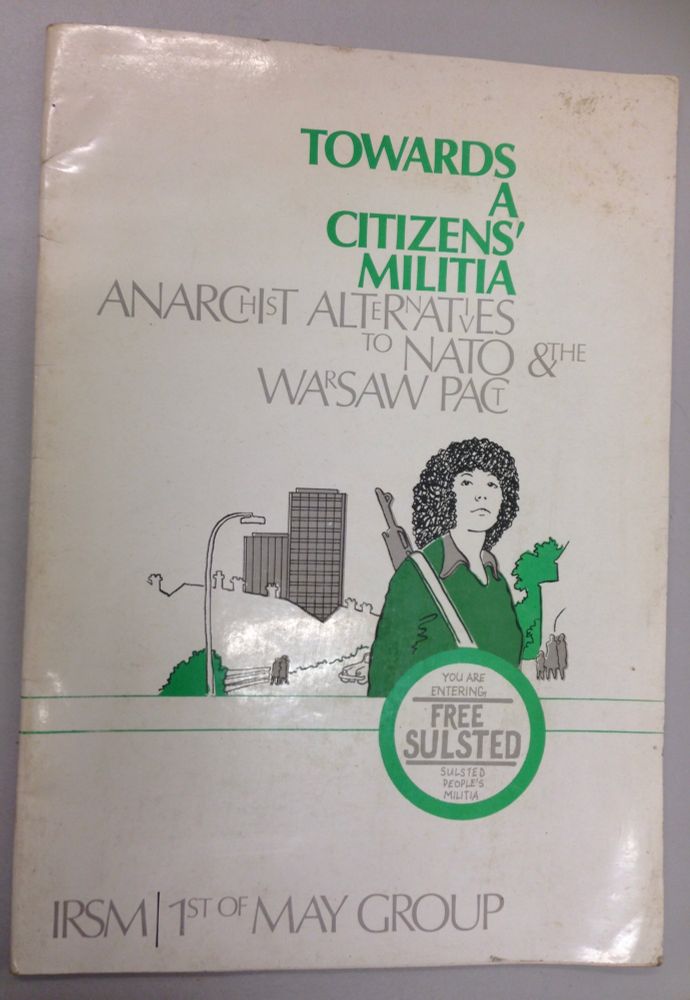 TOWARDS
A
CITIZENS'
MILITIA
ANARCHIST ALTERNATIVES
TO NATO & THE
WARSAW PACT
YOU ARE
ENTERING
FREE
SULSTED
SULSTED
PEOPLE'S
MILITIA
IRSM | 1ST OF MAY GROUP